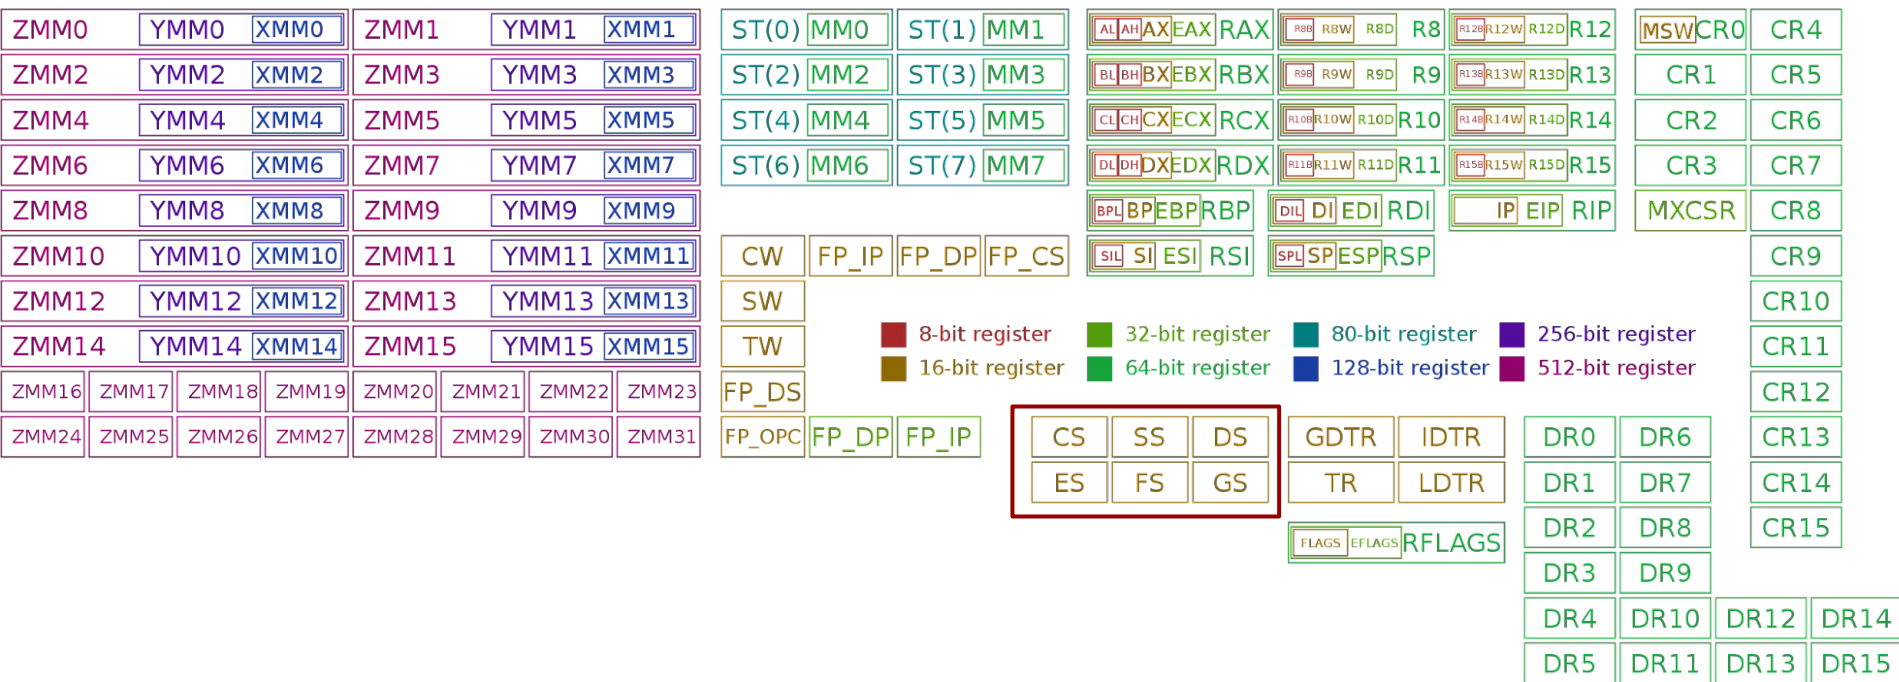 ZMM0 YMM0 XMM0 ZMM1 YMM1 XMM1 ST(0) MM0 ST(1) MM1 AL AH AX EAX RAX R8B R8W R8D R8 R12B R12W R12D R12 MSW CR0 CR4
ZMM2 YMM2 XMM2 ZMM3 YMM3 XMM3 ST(2) MM2 ST(3) MM3 BL BH BX EBX RBX R9B R9W R9D R9 R13B R13W R13D R13 CR1 CR5
ZMM4 YMM4 XMM4 ZMM5 YMM5 XMM5 ST(4) MM4 ST(5) MM5 CL CH CX ECX RCX R10B R10W R10D R10 R14B R14W R14D R14 CR2 CR6
ZMM6 YMM6 XMM6 ZMM7 YMM7 XMM7 ST(6) MM6 ST(7) MM7 DL DH DX EDX RDX R11B R11W R11D R11 R15B R15W R15D R15 CR3 CR7
ZMM8 YMM8 XMM8 ZMM9 YMM9 XMM9 BPL BP EBP RBP DIL DI EDI RDI IP EIP RIP MXCSR CR8
ZMM10 YMM10 XMM10 ZMM11 YMM11 XMM11 CW FP_IP FP_DP FP_CS SIL SI ESI RSI SPL SP ESP RSP CR9
ZMM12 YMM12 XMM12 ZMM13 YMM13 XMM13 SW CR10
8-bit register 32-bit register 80-bit register 256-bit register
ZMM14 YMM14 XMM14 ZMM15 YMM15 XMM15 TW CR11
16-bit register 64-bit register 128-bit register 512-bit register
ZMM16 ZMM17 ZMM18 ZMM19 ZMM20 ZMM21 ZMM22 ZMM23 FP_DS CR12
ZMM24 ZMM25 ZMM26 ZMM27 ZMM28 ZMM29 ZMM30 ZMM31 FP_OPC FP_DP FP_IP CS SS DS GDTR IDTR DR0 DR6 CR13
ES FS GS TR LDTR DR1 DR7 CR14
FLAGS EFLAGS RFLAGS DR2 DR8 CR15
DR3 DR9
DR4 DR10 DR12 DR14
DR5 DR11 DR13 DR15